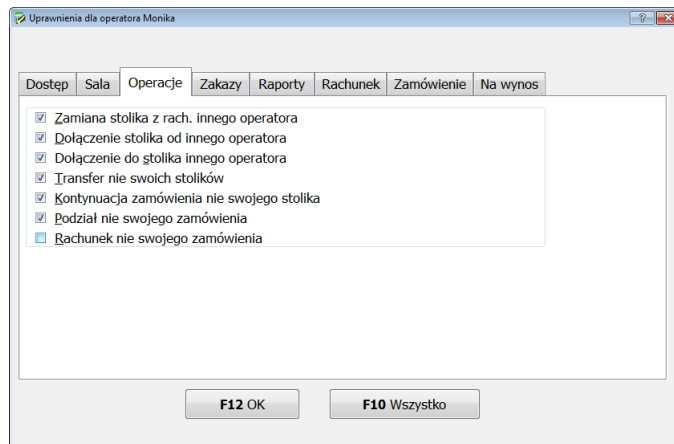 Uprawnienia dla operatora Monika
Dostęp Sala Operacje Zakazy Raporty Rachunek Zamówienie Na wynos
Zamiana stolika z rach. innego operatora
Dołączenie stolika od innego operatora
Dołączenie do stolika innego operatora
Transfer nie swoich stolików
Kontynuacja zamówienia nie swojego stolika
Podział nie swojego zamówienia
Rachunek nie swojego zamówienia
F12 OK F10 Wszystko